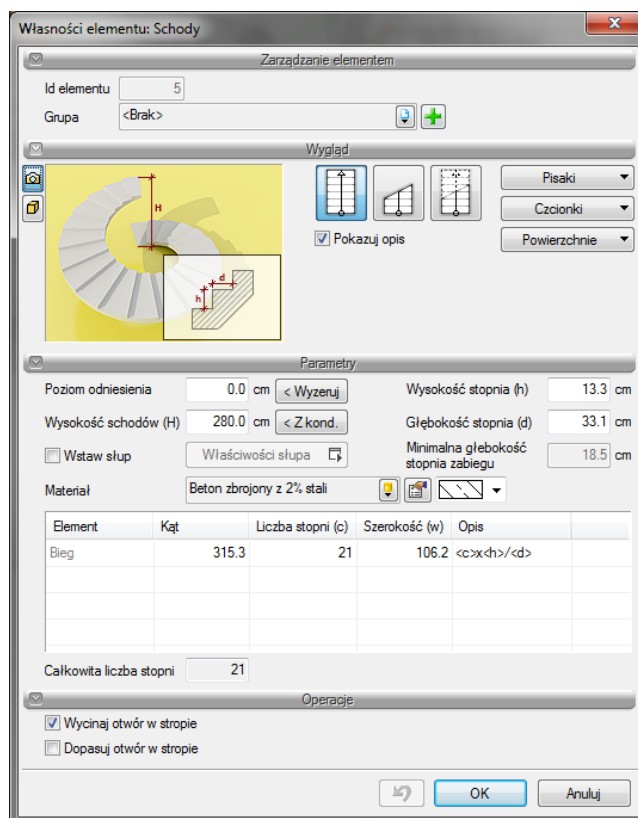 Własności elementu: Schody
Zarządzanie elementem
Id elementu 5
Grupa <Brak>
Wygląd
H
d
h
Pokazuj opis
Pisaki
Czcionki
Powierzchnie
Parametry
Poziom odniesienia 0.0 cm < Wyzeruj Wysokość stopnia (h) 13.3 cm
Wysokość schodów (H) 280.0 cm < Z kond. Głębokość stopnia (d) 33.1 cm
Wstaw słup Właściwości słupa Minimalna głębokość
stopnia zabiegu 18.5 cm
Materiał Beton zbrojony z 2% stali
Element Kąt Liczba stopni (c) Szerokość (w) Opis
Bieg 315.3 21 106.2 <c>x<h>/<d>
Całkowita liczba stopni 21
Operacje
Wycinaj otwór w stropie
Dopasuj otwór w stropie
OK Anuluj